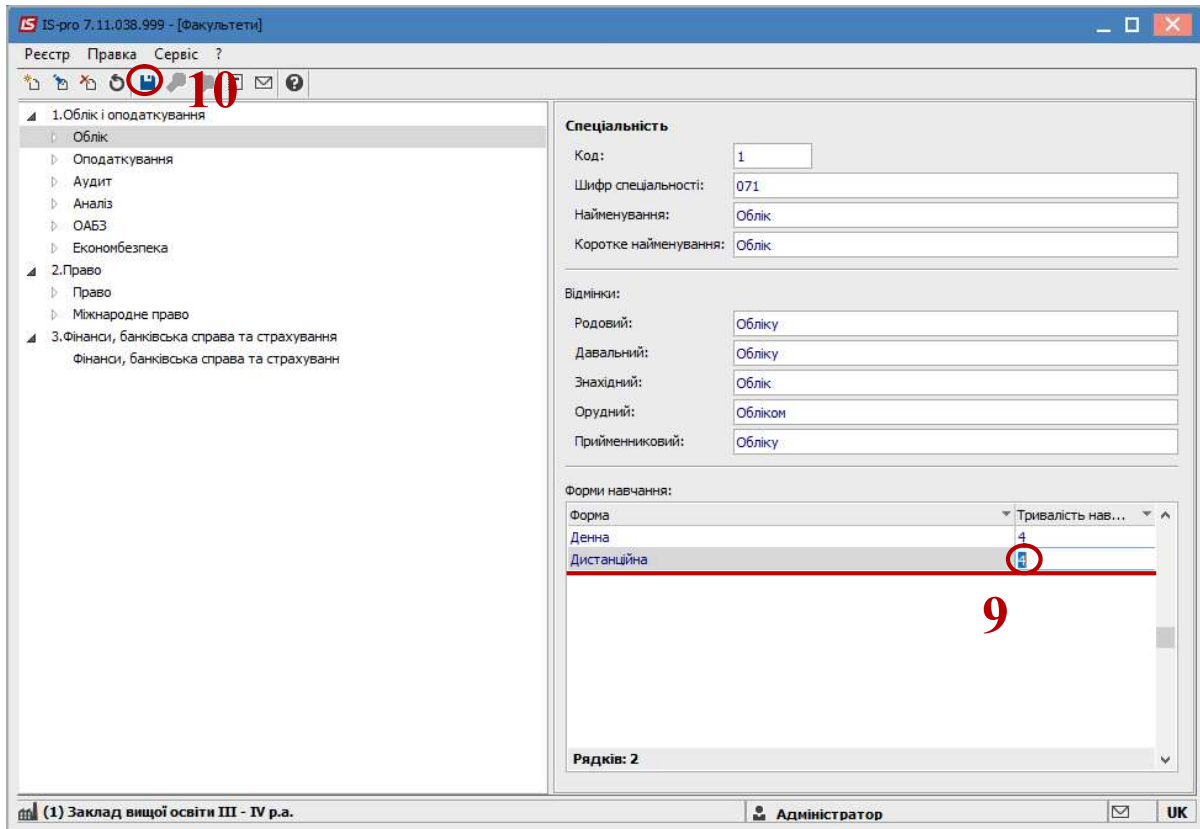 IS-pro 7.11.038.999 - [Факультети]
Реєстр Правка Сервіс ?
10
1.Облік і оподаткування
Облік
Оподаткування
Аудит
Аналіз
ОАБЗ
Економбезпека
2.Право
Право
Міжнародне право
3.Фінанси, банківська справа та страхування
Фінанси, банківська справа та страхуванн
Спеціальність
Код: 1
Шифр спеціальності: 071
Найменування: Облік
Коротке найменування: Облік
Відмінки:
Родовий: Обліку
Давальний: Обліку
Знахідний: Облік
Орудний: Обліком
Прийменниковий: Обліку
Форми навчання:
Форма Тривалість нав...
Денна 4
Дистанційна 4
9
Рядків: 2
(1) Заклад вищої освіти III - IV р.а. Адміністратор UK